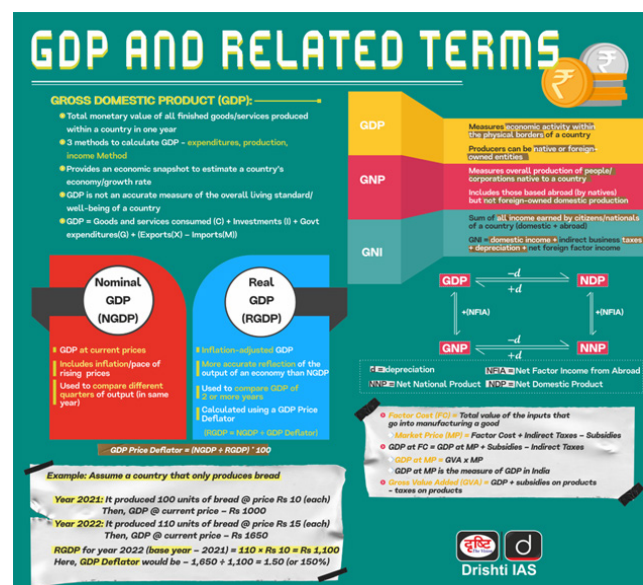 GDP AND RELATED TERMS
₹
₹
GROSS DOMESTIC PRODUCT (GDP):
Total monetary value of all finished goods/services produced
within a country in one year
3 methods to calculate GDP - expenditures, production,
income Method
Provides an economic snapshot to estimate a country's
economy/growth rate
GDP is not an accurate measure of the overall living standard/
well-being of a country
GDP = Goods and services consumed (C) + Investments (I) + Govt
expenditures(G) + (Exports(X) – Imports(M))
GDP
Measures economic activity within
the physical borders of a country
Producers can be native or foreign-
owned entities
GNP
Measures overall production of people/
corporations native to a country
Includes those based abroad (by natives)
but not foreign-owned domestic production
GNI
Sum of all income earned by citizens/nationals
of a country (domestic + abroad)
GNI = domestic income + indirect business taxes
+ depreciation + net foreign factor income
Nominal
GDP
(NGDP)
GDP at current prices
Includes inflation/pace of
rising prices
Used to compare different
quarters of output (in same
year)
Real
GDP
(RGDP)
Inflation-adjusted GDP
More accurate reflection of the
output of an economy than NGDP
Used to compare GDP of
2 or more years
Calculated using a GDP Price
Deflator
(RGDP = NGDP ÷ GDP Deflator)
GDP Price Deflator = (NGDP ÷ RGDP) * 100
GDP
-d
+d
NDP
+(NFIA)
+(NFIA)
GNP
-d
+d
NNP
d = depreciation NFIA = Net Factor Income from Abroad
NNP = Net National Product NDP = Net Domestic Product
Factor Cost (FC) = Total value of the inputs that
go into manufacturing a good
Market Price (MP) = Factor Cost + Indirect Taxes – Subsidies
GDP at FC = GDP at MP + Subsidies – Indirect Taxes
GDP at MP = GVA x MP
GDP at MP is the measure of GDP in India
Gross Value Added (GVA) = GDP + subsidies on products
- taxes on products
Example: Assume a country that only produces bread
Year 2021: It produced 100 units of bread @ price Rs 10 (each)
Then, GDP @ current price – Rs 1000
Year 2022: It produced 110 units of bread @ price Rs 15 (each)
Then, GDP @ current price – Rs 1650
RGDP for year 2022 (base year – 2021) = 110 × Rs 10 = Rs 1,100
Here, GDP Deflator would be – 1,650 ÷ 1,100 = 1.50 (or 150%)
दृष्टि
d
Drishti IAS